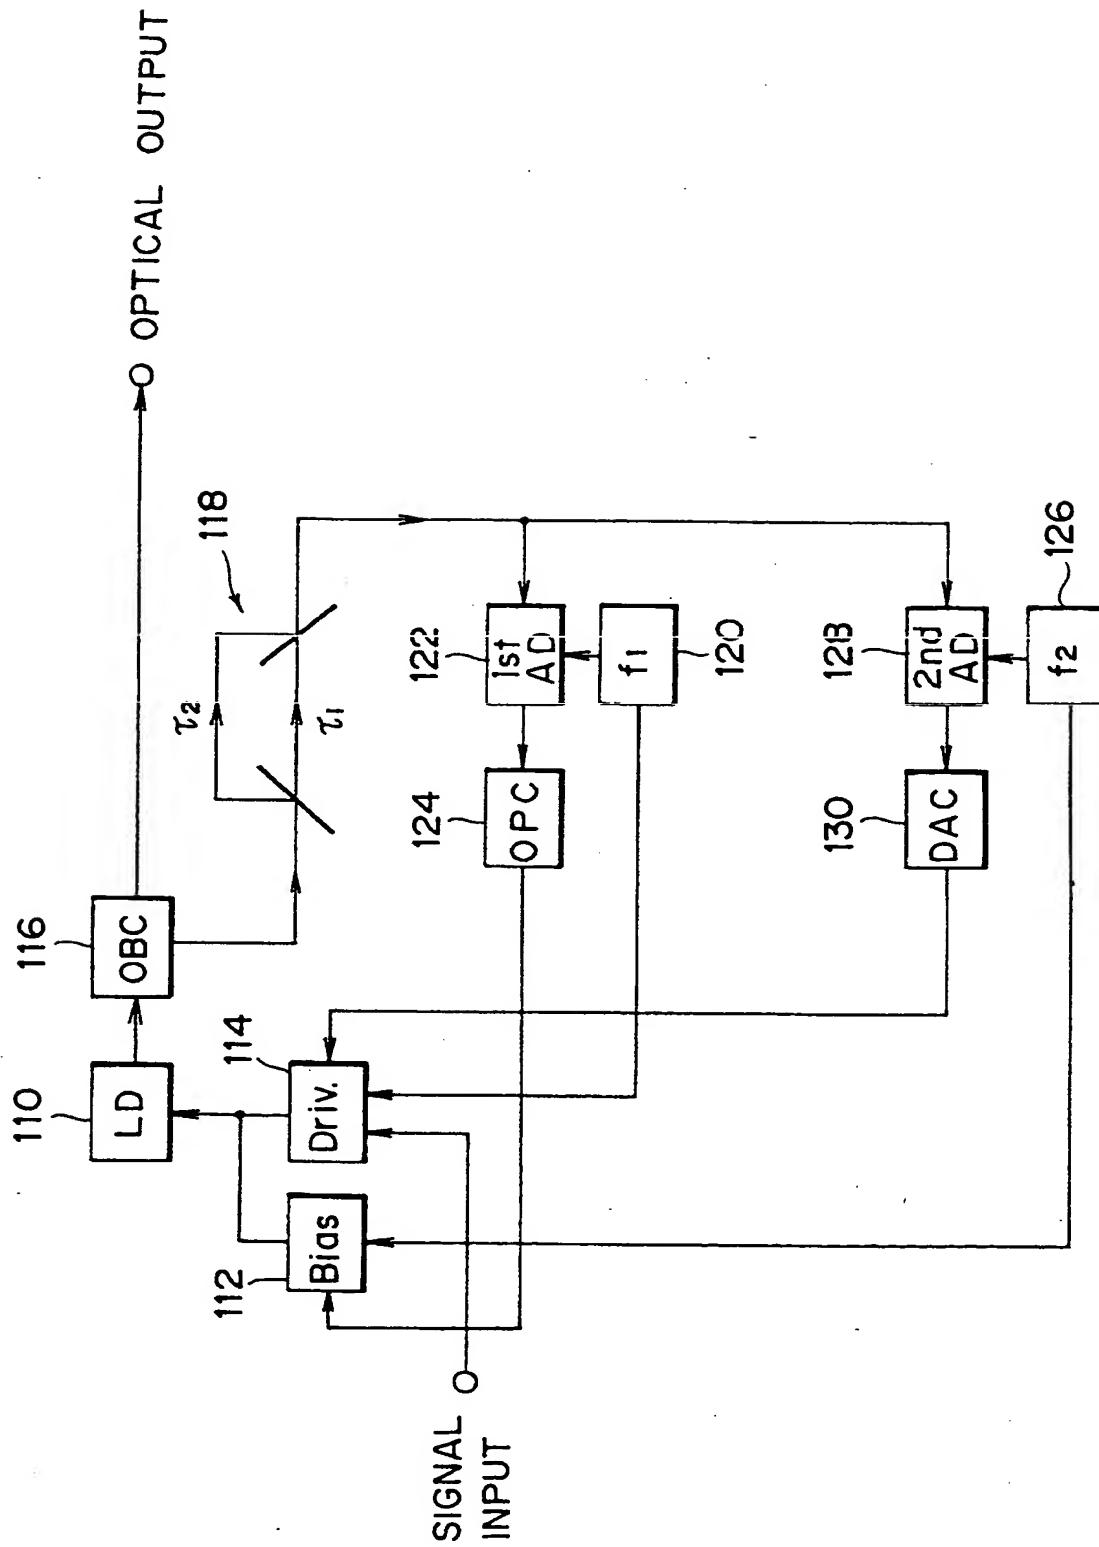 110
116
LD
OBC
OPTICAL OUTPUT
τ2
118
112
114
Bias
Driv.
τ1
SIGNAL
INPUT
124
122
OPC
1st
AD
f1
120
130
128
DAC
2nd
AD
f2
126